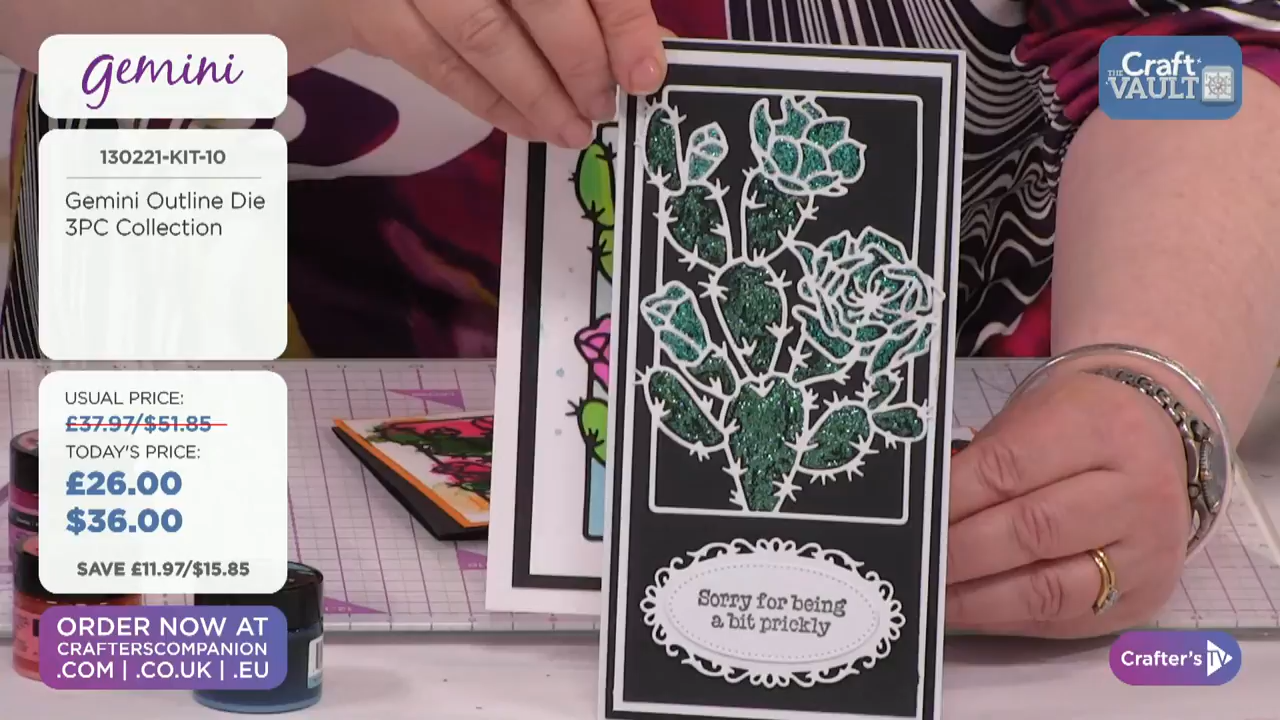 gemini
130221-KIT-10
Gemini Outline Die
3PC Collection
USUAL PRICE:
£37.97/$51.85
TODAY'S PRICE:
£26.00
$36.00
SAVE £11.97/$15.85
ORDER NOW AT
CRAFTERSCOMPANION
.COM | .CO.UK | .EU
THE Craft
VAULT
Sorry for being
a bit prickly
Crafter's TV